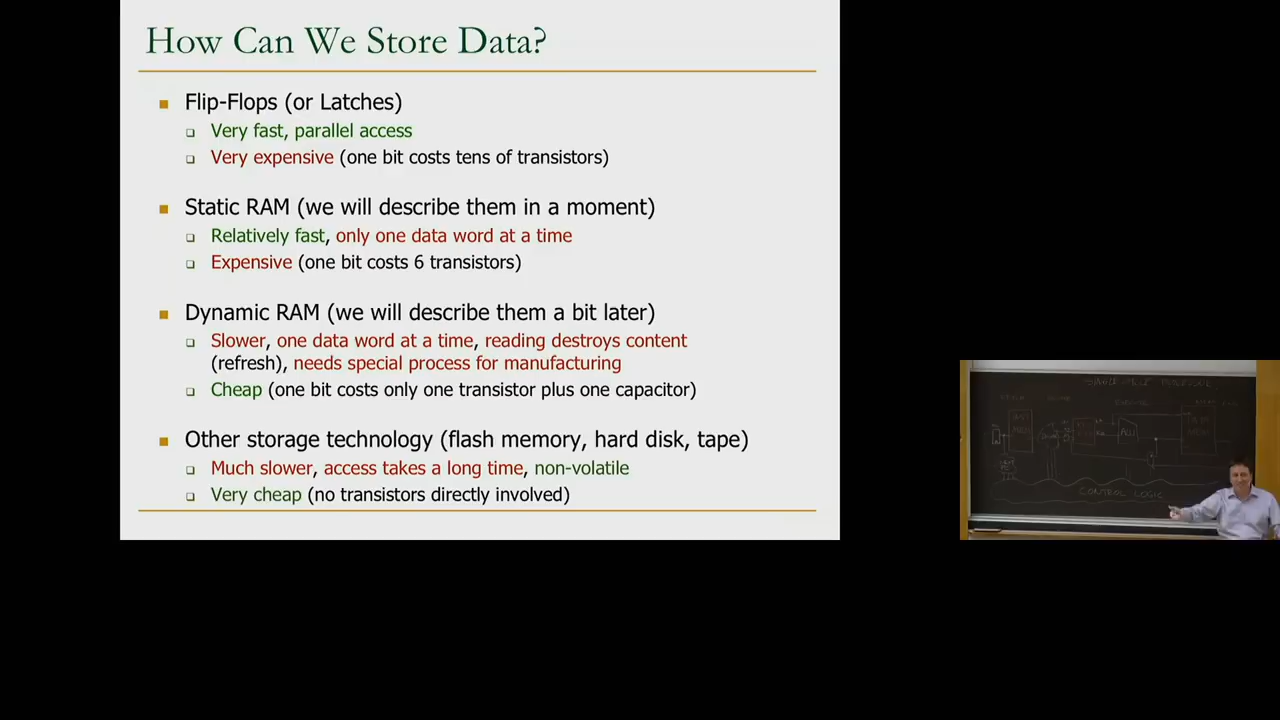 How Can We Store Data?
Flip-Flops (or Latches)
Very fast, parallel access
Very expensive (one bit costs tens of transistors)
Static RAM (we will describe them in a moment)
Relatively fast, only one data word at a time
Expensive (one bit costs 6 transistors)
Dynamic RAM (we will describe them a bit later)
Slower, one data word at a time, reading destroys content
(refresh), needs special process for manufacturing
Cheap (one bit costs only one transistor plus one capacitor)
Other storage technology (flash memory, hard disk, tape)
Much slower, access takes a long time, non-volatile
Very cheap (no transistors directly involved)
ALU
CONTROL LOGIC